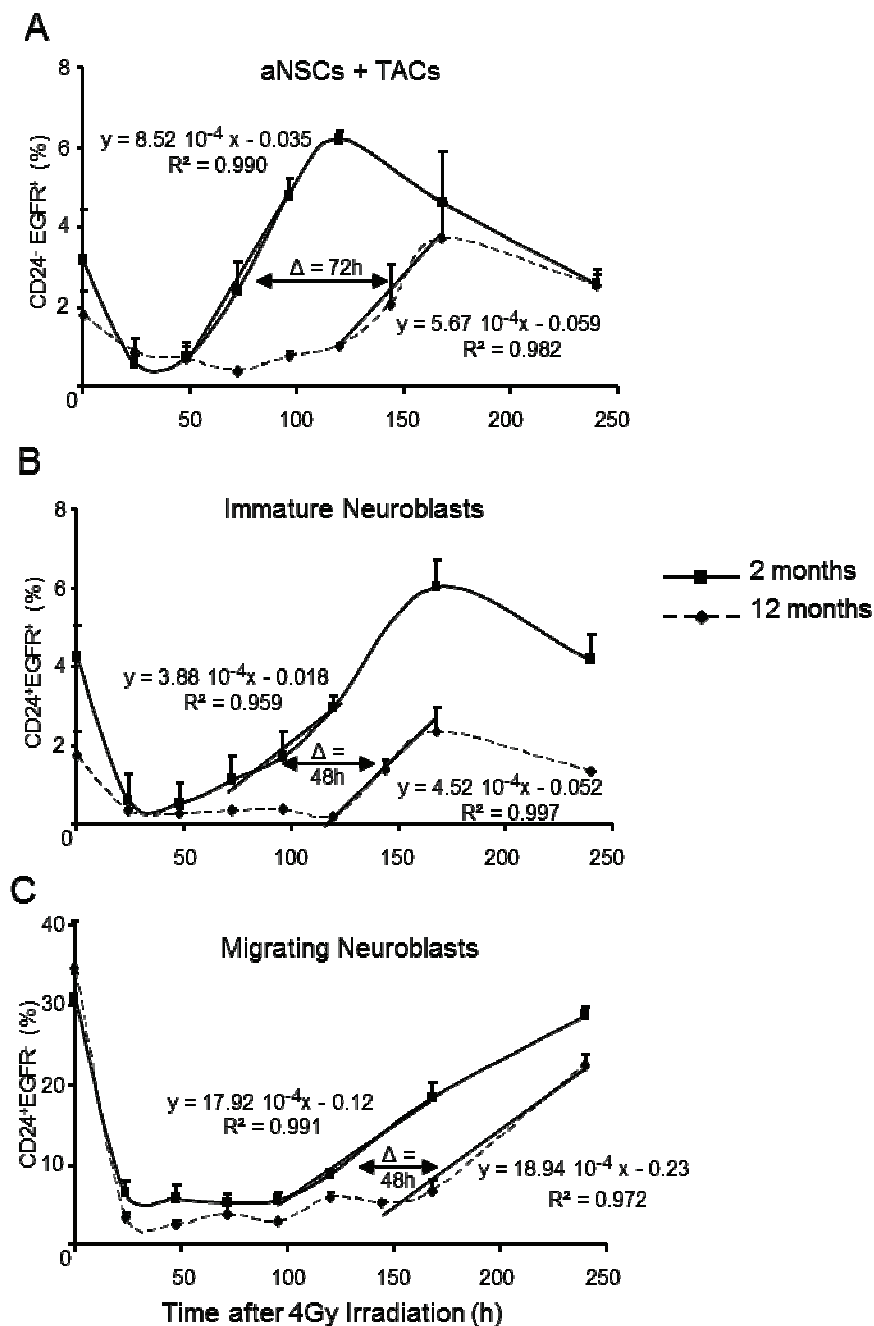 A
aNSCs + TACs
CD24⁻ EGFR⁺ (%)
8
6
4
2
0
y = 8.52 10⁻⁴ x - 0.035
R² = 0.990
Δ = 72h
y = 5.67 10⁻⁴x - 0.059
R² = 0.982
50 100 150 200 250
B
Immature Neuroblasts
CD24⁺EGFR⁺ (%)
8
6
4
2
0
y = 3.88 10⁻⁴x - 0.018
R² = 0.959
Δ =
48h
y = 4.52 10⁻⁴x - 0.052
R² = 0.997
50 100 150 200 250
2 months
12 months
C
Migrating Neuroblasts
CD24⁺EGFR⁻ (%)
40
30
20
10
0
y = 17.92 10⁻⁴x - 0.12
R² = 0.991
Δ =
48h
y = 18.94 10⁻⁴ x - 0.23
R² = 0.972
50 100 150 200 250
Time after 4Gy Irradiation (h)